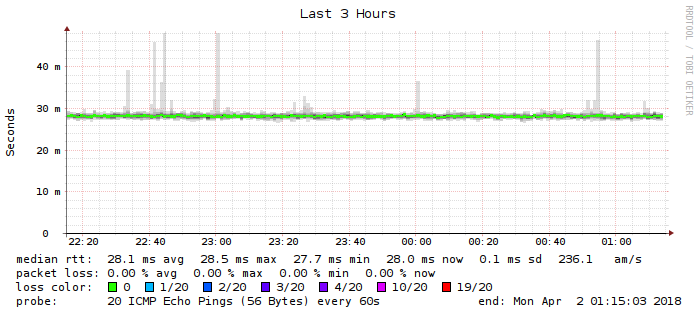 Last 3 Hours
RRDTOOL / TOBI OETIKER
Seconds
40 m
30 m
20 m
10 m
0
22:20 22:40 23:00 23:20 23:40 00:00 00:20 00:40 01:00
median rtt: 28.1 ms avg 28.5 ms max 27.7 ms min 28.0 ms now 0.1 ms sd 236.1 am/s
packet loss: 0.00 % avg 0.00 % max 0.00 % min 0.00 % now
loss color: 0 1/20 2/20 3/20 4/20 10/20 19/20
probe: 20 ICMP Echo Pings (56 Bytes) every 60s end: Mon Apr 2 01:15:03 2018